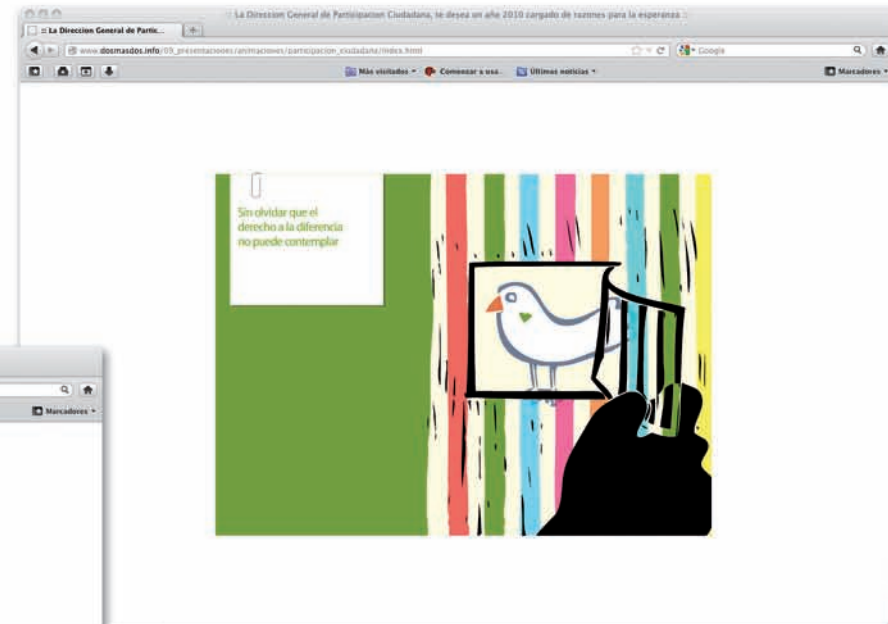 :: La Direccion General de Participacion Ciudadana, te desea un año 2010 cargado de razones para la esperanza ::
:: La Direccion General de Partic...
www.dosmasdos.info/03_presentaciones/animaciones/participacion_ciudadana/index.html
Google
Más visitados
Comenzar a usa...
Últimas noticias
Marcadores
Sin olvidar que el
derecho a la diferencia
no puede contemplar
Marcadores